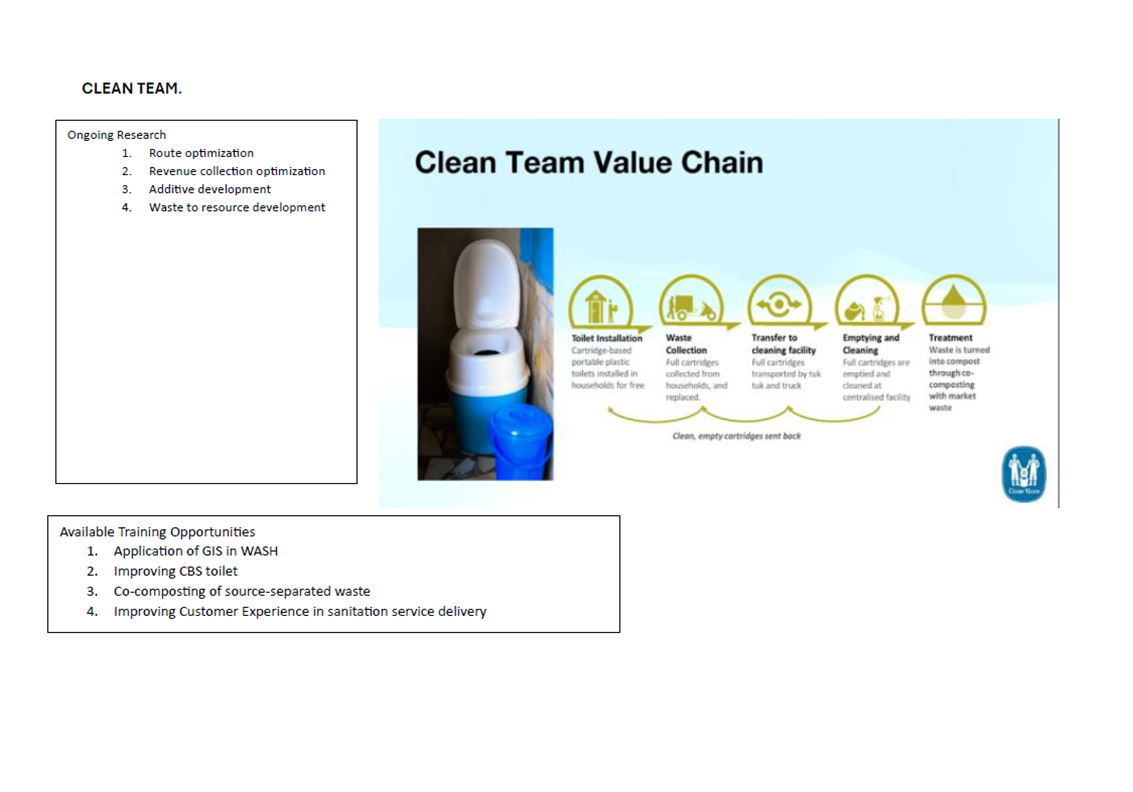 CLEAN TEAM.
Ongoing Research
1. Route optimization
2. Revenue collection optimization
3. Additive development
4. Waste to resource development
Clean Team Value Chain
Toilet Installation
Cartridge-based
portable plastic
toilets installed in
households for free
Waste
Collection
Full cartridges
collected from
households, and
replaced.
Transfer to
cleaning facility
Full cartridges
transported by tuk
tuk and truck
Emptying and
Cleaning
Full cartridges are
emptied and
cleaned at
centralised facility
Treatment
Waste is turned
into compost
through co-
composting
with market
waste
Clean, empty cartridges sent back
Clean Team
Available Training Opportunities
1. Application of GIS in WASH
2. Improving CBS toilet
3. Co-composting of source-separated waste
4. Improving Customer Experience in sanitation service delivery